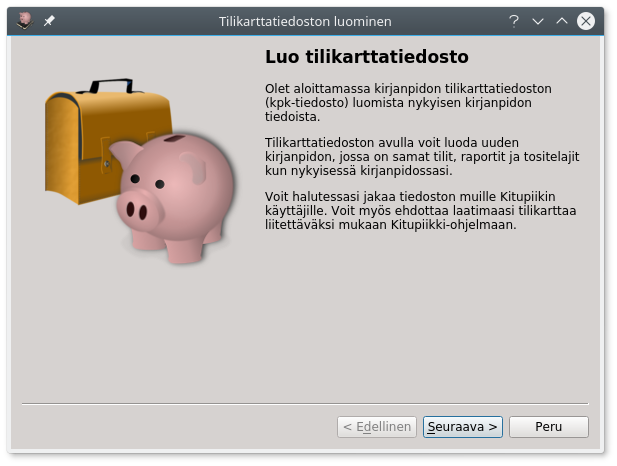 Tilikarttatiedoston luominen
Luo tilikarttatiedosto
Olet aloittamassa kirjanpidon tilikarttatiedoston
(kpk-tiedosto) luomista nykyisen kirjanpidon
tiedoista.
Tilikarttatiedoston avulla voit luoda uuden
kirjanpidon, jossa on samat tilit, raportit ja tositelajit
kun nykyisessä kirjanpidossasi.
Voit halutessasi jakaa tiedoston muille Kitupiikin
käyttäjille. Voit myös ehdottaa laatimaasi tilikarttaa
liitettäväksi mukaan Kitupiikki-ohjelmaan.
< Edellinen Seuraava > Peru